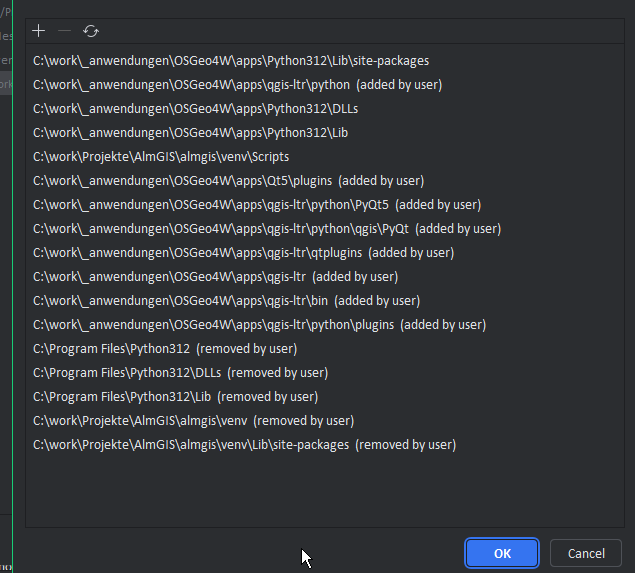 C:\work\_anwendungen\OSGeo4W\apps\Python312\Lib\site-packages
C:\work\_anwendungen\OSGeo4W\apps\qgis-ltr\python (added by user)
C:\work\_anwendungen\OSGeo4W\apps\Python312\DLLs
C:\work\_anwendungen\OSGeo4W\apps\Python312\Lib
C:\work\Projekte\AlmGIS\almgis\venv\Scripts
C:\work\_anwendungen\OSGeo4W\apps\Qt5\plugins (added by user)
C:\work\_anwendungen\OSGeo4W\apps\qgis-ltr\python\PyQt5 (added by user)
C:\work\_anwendungen\OSGeo4W\apps\qgis-ltr\python\qgis\PyQt (added by user)
C:\work\_anwendungen\OSGeo4W\apps\qgis-ltr\qtplugins (added by user)
C:\work\_anwendungen\OSGeo4W\apps\qgis-ltr (added by user)
C:\work\_anwendungen\OSGeo4W\apps\qgis-ltr\bin (added by user)
C:\work\_anwendungen\OSGeo4W\apps\qgis-ltr\python\plugins (added by user)
C:\Program Files\Python312 (removed by user)
C:\Program Files\Python312\DLLs (removed by user)
C:\Program Files\Python312\Lib (removed by user)
C:\work\Projekte\AlmGIS\almgis\venv (removed by user)
C:\work\Projekte\AlmGIS\almgis\venv\Lib\site-packages (removed by user)
OK
Cancel